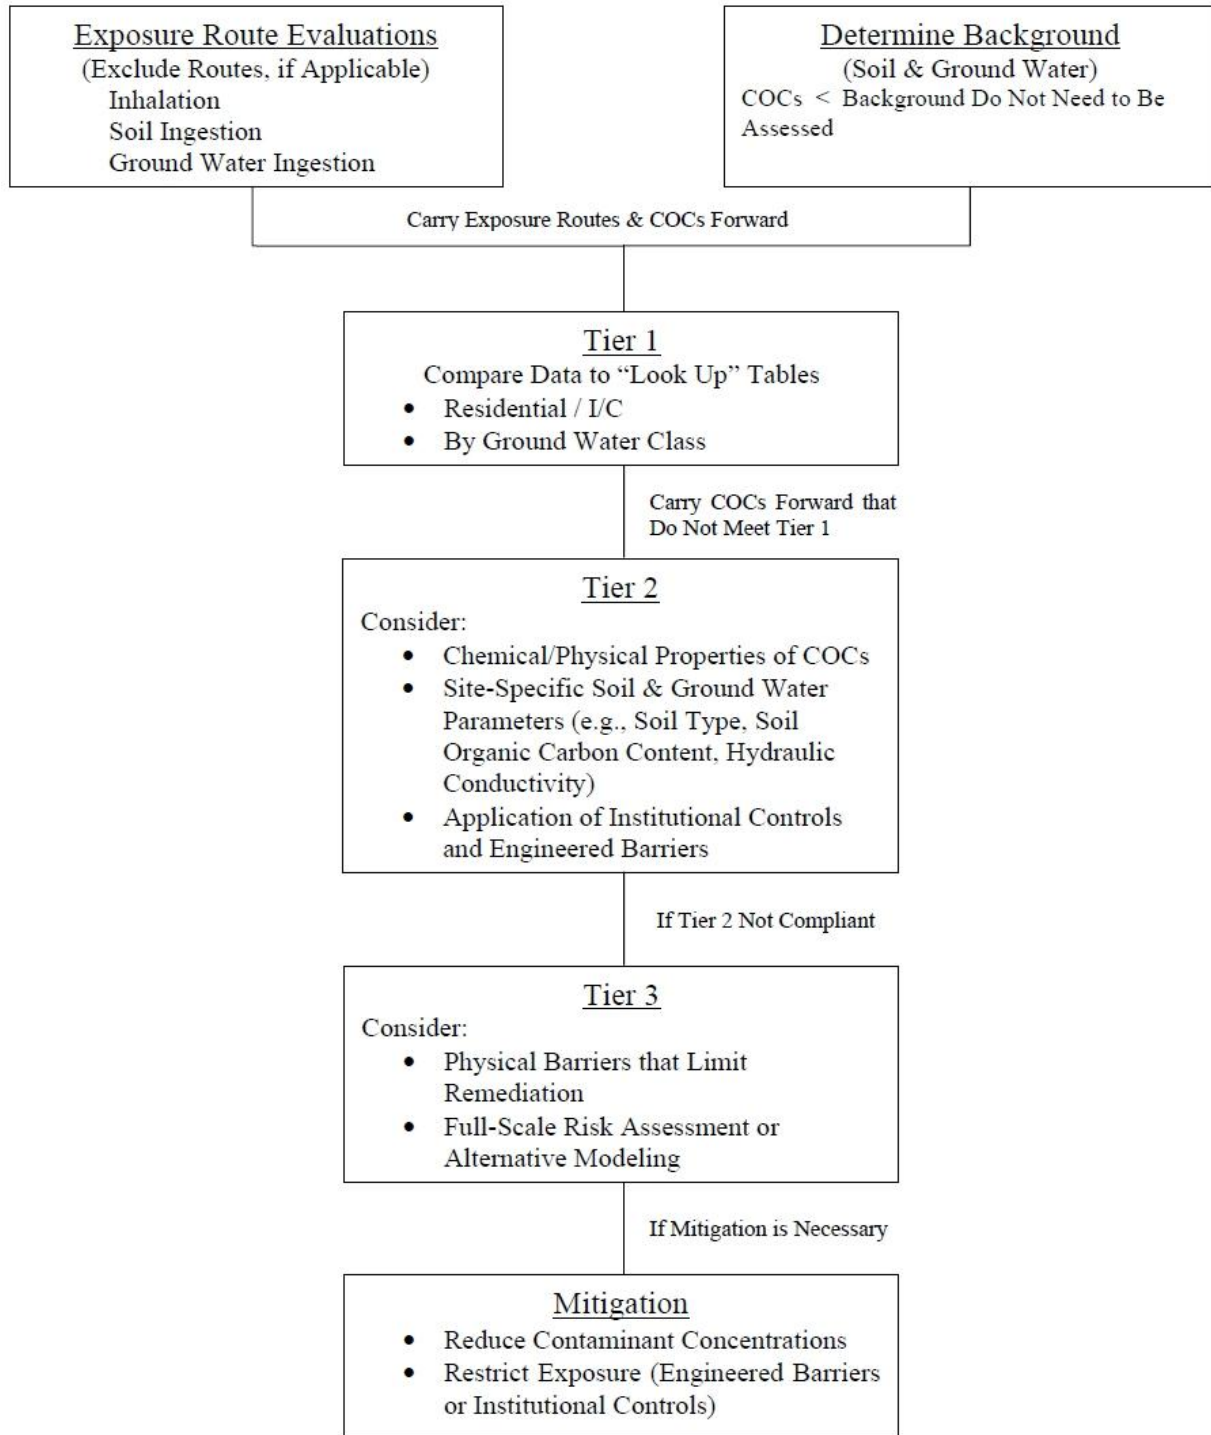 Exposure Route Evaluations
(Exclude Routes, if Applicable)
Inhalation
Soil Ingestion
Ground Water Ingestion
Determine Background
(Soil & Ground Water)
COCs < Background Do Not Need to Be
Assessed
Carry Exposure Routes & COCs Forward
Tier 1
Compare Data to “Look Up” Tables
• Residential / I/C
• By Ground Water Class
Carry COCs Forward that
Do Not Meet Tier 1
Tier 2
Consider:
• Chemical/Physical Properties of COCs
• Site-Specific Soil & Ground Water
Parameters (e.g., Soil Type, Soil
Organic Carbon Content, Hydraulic
Conductivity)
• Application of Institutional Controls
and Engineered Barriers
If Tier 2 Not Compliant
Tier 3
Consider:
• Physical Barriers that Limit
Remediation
• Full-Scale Risk Assessment or
Alternative Modeling
If Mitigation is Necessary
Mitigation
• Reduce Contaminant Concentrations
• Restrict Exposure (Engineered Barriers
or Institutional Controls)